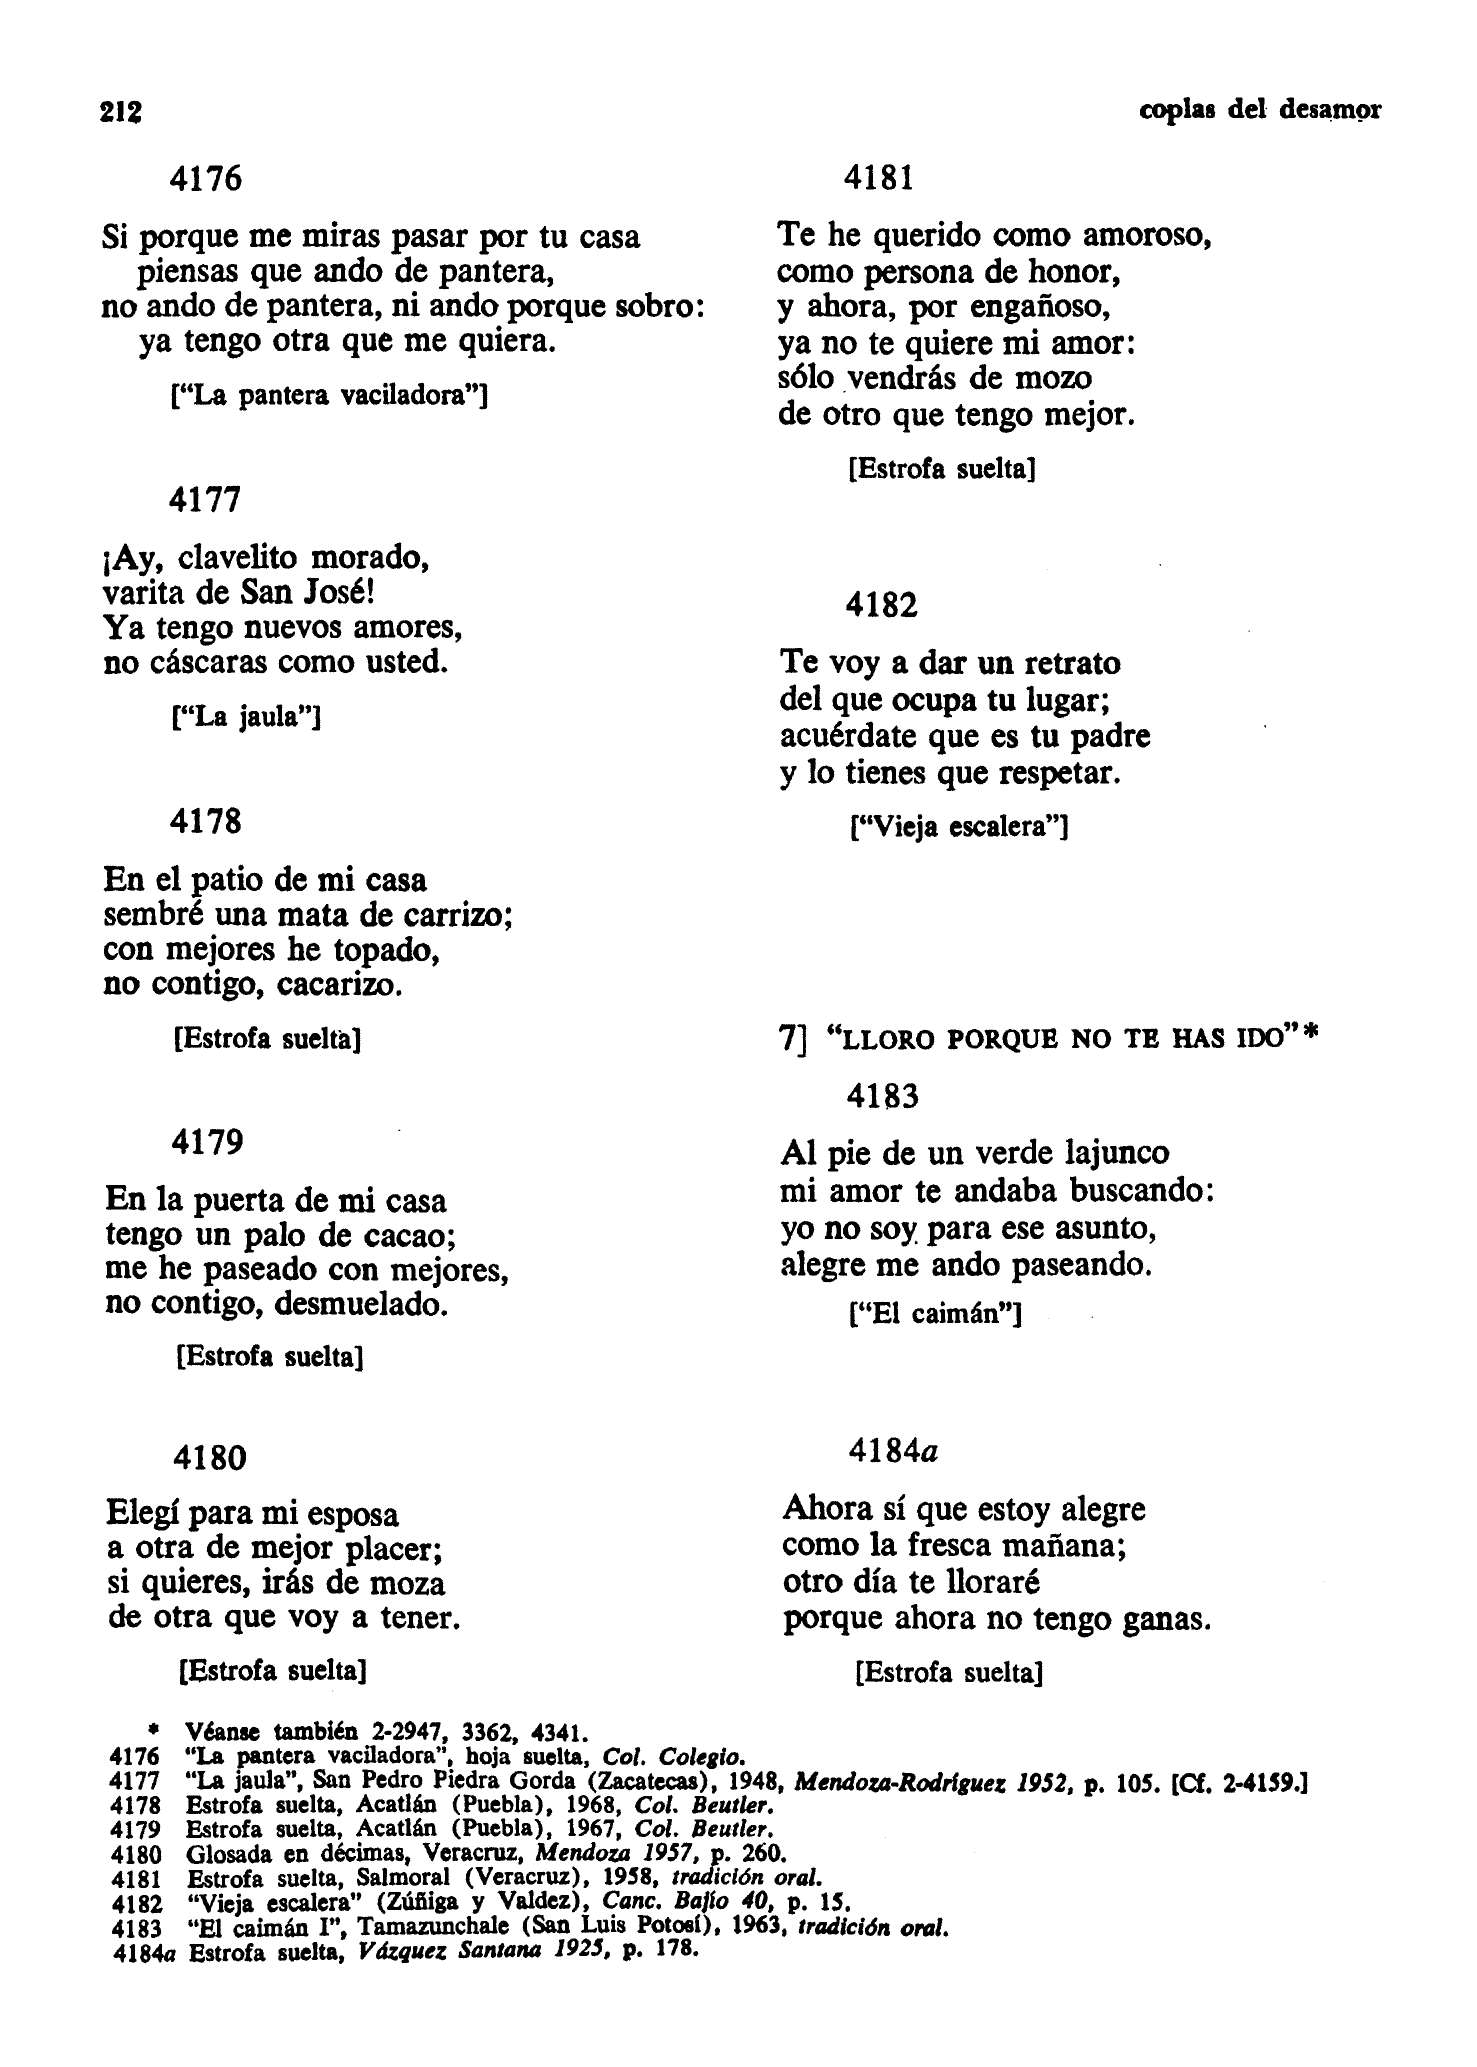 212
coplas del desamor
4176
Si porque me miras pasar por tu casa
piensas que ando de pantera,
no ando de pantera, ni ando porque sobro:
ya tengo otra que me quiera.
[“La pantera vaciladora”]
4177
¡Ay, clavelito morado,
varita de San José!
Ya tengo nuevos amores,
no cáscaras como usted.
[“La jaula”]
4178
En el patio de mi casa
sembré una mata de carrizo;
con mejores he topado,
no contigo, cacarizo.
[Estrofa suelta]
4179
En la puerta de mi casa
tengo un palo de cacao;
me he paseado con mejores,
no contigo, desmuelado.
[Estrofa suelta]
4180
Elegí para mi esposa
a otra de mejor placer;
si quieres, irás de moza
de otra que voy a tener.
[Estrofa suelta]
4181
Te he querido como amoroso,
como persona de honor,
y ahora, por engañoso,
ya no te quiere mi amor:
sólo vendrás de mozo
de otro que tengo mejor.
[Estrofa suelta]
4182
Te voy a dar un retrato
del que ocupa tu lugar;
acuérdate que es tu padre
y lo tienes que respetar.
[“Vieja escalera”]
7] “LLORO PORQUE NO TE HAS IDO”*
4183
Al pie de un verde lajunco
mi amor te andaba buscando:
yo no soy para ese asunto,
alegre me ando paseando.
[“El caimán”]
4184a
Ahora sí que estoy alegre
como la fresca mañana;
otro día te lloraré
porque ahora no tengo ganas.
[Estrofa suelta]
* Véanse también 2-2947, 3362, 4341.
4176 “La pantera vaciladora”, hoja suelta, Col. Colegio.
4177 “La jaula”, San Pedro Piedra Gorda (Zacatecas), 1948, Mendoza-Rodríguez 1952, p. 105. [Cf. 2-4159.]
4178 Estrofa suelta, Acatlán (Puebla), 1968, Col. Beutler.
4179 Estrofa suelta, Acatlán (Puebla), 1967, Col. Beutler.
4180 Glosada en décimas, Veracruz, Mendoza 1957, p. 260.
4181 Estrofa suelta, Salmoral (Veracruz), 1958, tradición oral.
4182 “Vieja escalera” (Zúñiga y Valdez), Canc. Bajío 40, p. 15.
4183 “El caimán I”, Tamazunchale (San Luis Potosí), 1963, tradición oral.
4184a Estrofa suelta, Vázquez Santana 1925, p. 178.